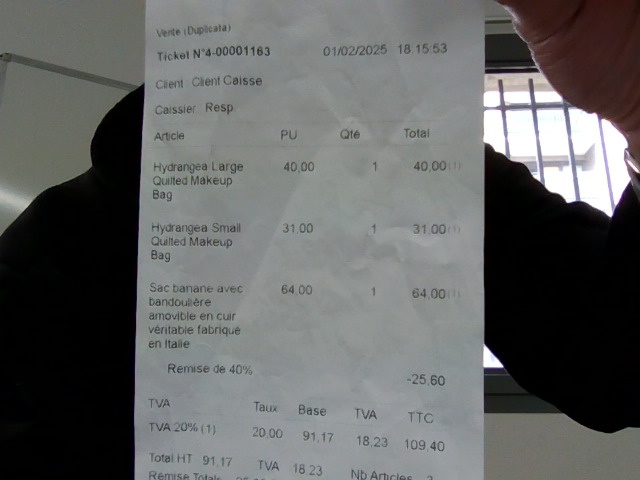 Vente (Duplicata)
Ticket N°4-00001163 01/02/2025 18:15:53
Client Client Caisse
Caissier Resp.
Article PU Qté Total
Hydrangea Large 40,00 1 40,00 (1)
Quilted Makeup
Bag
Hydrangea Small 31,00 1 31,00 (1)
Quilted Makeup
Bag
Sac banane avec 64,00 1 64,00 (1)
bandoulière
amovible en cuir
véritable fabriqué
en Italie
Remise de 40% -25,60
TVA Taux Base TVA TTC
TVA 20% (1) 20,00 91,17 18,23 109,40
Total HT 91,17 TVA 18,23 Nb Articles 3
Remise Totale